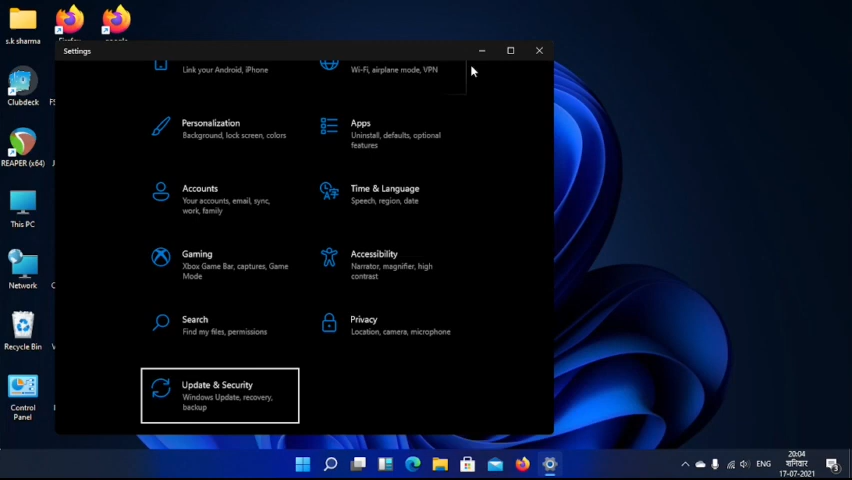 s.k sharma
Firefox
google
Settings
Link your Android, iPhone
Wi-Fi, airplane mode, VPN
Clubdeck
FS
Personalization
Background, lock screen, colors
Apps
Uninstall, defaults, optional
features
REAPER (x64)
Accounts
Your accounts, email, sync,
work, family
Time & Language
Speech, region, date
This PC
Gaming
Xbox Game Bar, captures, Game
Mode
Accessibility
Narrator, magnifier, high
contrast
Network
Search
Find my files, permissions
Privacy
Location, camera, microphone
Recycle Bin
Update & Security
Windows Update, recovery,
backup
Control
Panel
ENG
20:04
शनिवार
17-07-2021
3